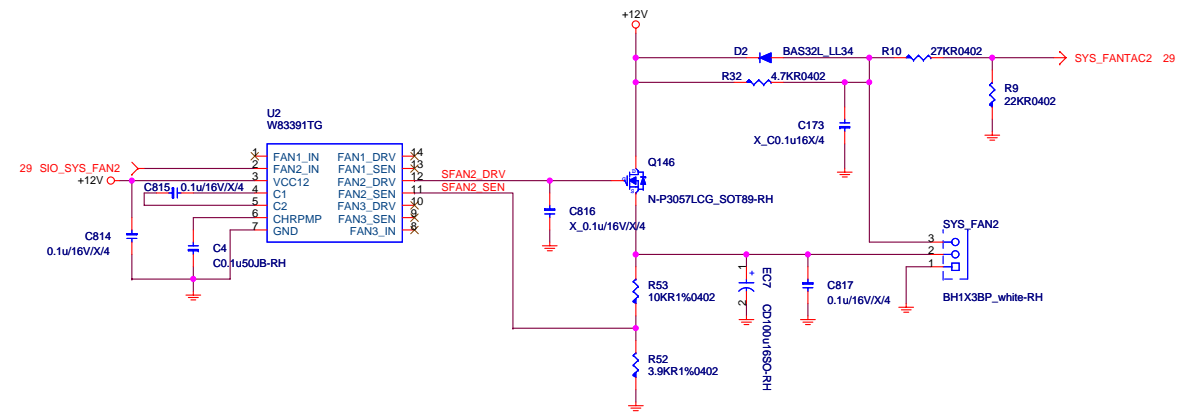 +12V
D2 BAS32L_LL34
R10 27KR0402
SYS_FANTAC2 29
R32 4.7KR0402
R9
22KR0402
C173
X_C0.1u16X/4
U2
W83391TG
29 SIO_SYS_FAN2
+12V
1 FAN1_IN FAN1_DRV 14
2 FAN2_IN FAN1_SEN 13
3 VCC12 FAN2_DRV 12
4 C1 FAN2_SEN 11
5 C2 FAN3_DRV 10
6 CHRPMP FAN3_SEN 9
7 GND FAN3_IN 8
C815 0.1u/16V/X/4
C814
0.1u/16V/X/4
C4
C0.1u50JB-RH
SFAN2_DRV
SFAN2_SEN
Q146
N-P3057LCG_SOT89-RH
C816
X_0.1u/16V/X/4
SYS_FAN2
3
2
1
BH1X3BP_white-RH
R53
10KR1%0402
1
+
2
EC7
CD100u16SO-RH
C817
0.1u/16V/X/4
R52
3.9KR1%0402